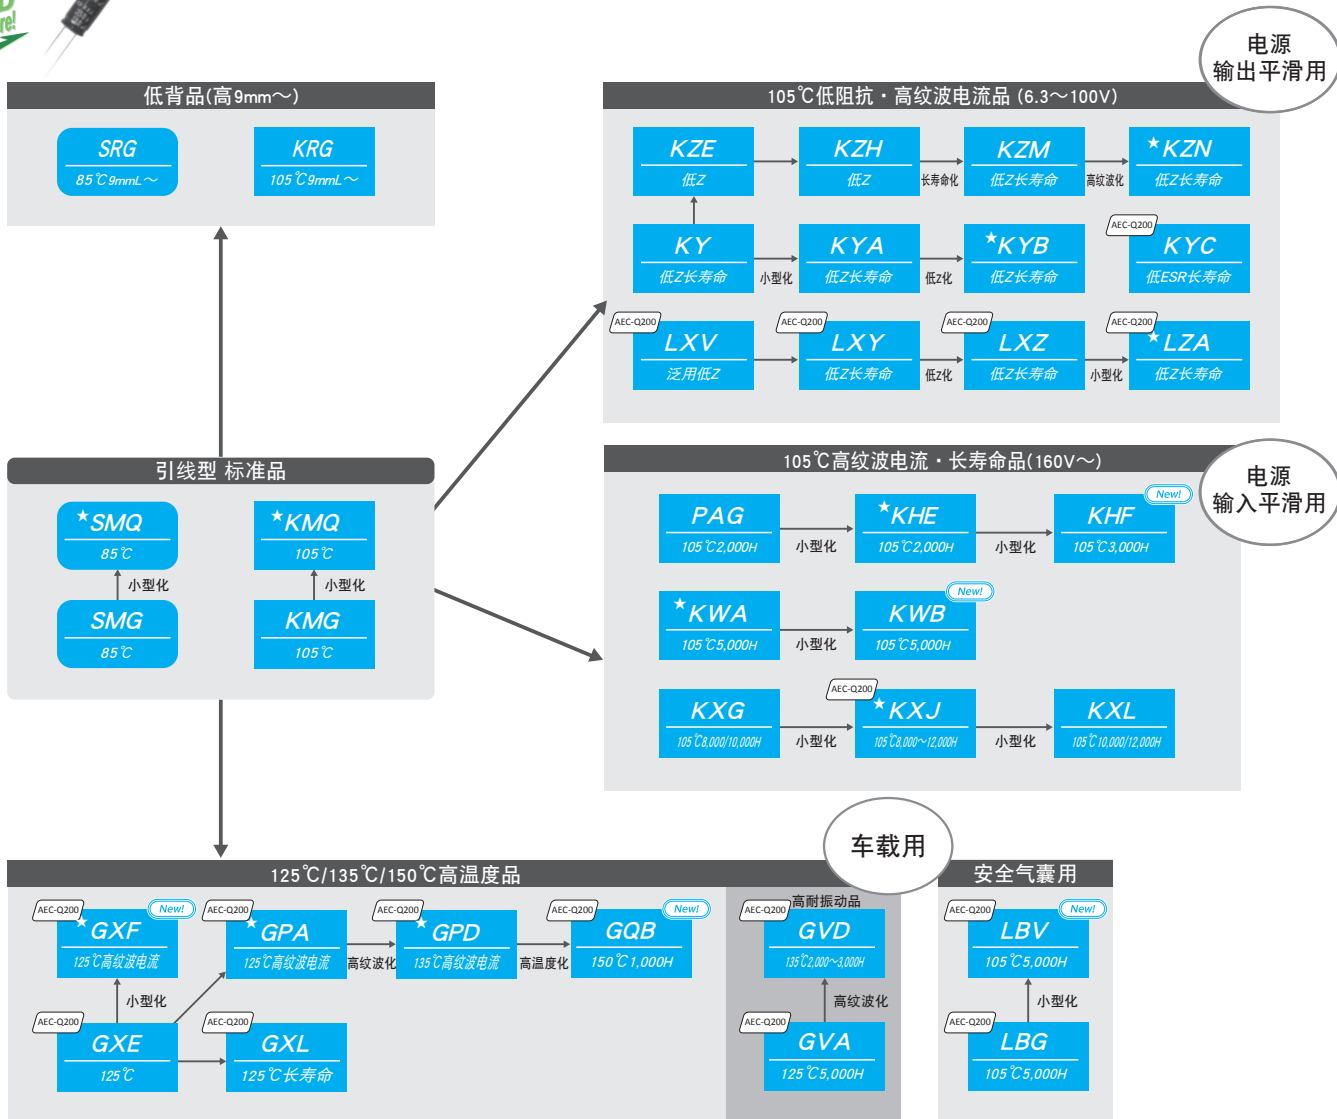 re!
电源
输出平滑用
低背品(高9mm～)
SRG
85℃9mmL～
KRG
105℃9mmL～
105℃低阻抗・高纹波电流品 (6.3～100V)
KZE
低Z
KZH
低Z
长寿命化
KZM
低Z长寿命
高纹波化
★KZN
低Z长寿命
KY
低Z长寿命
小型化
KYA
低Z长寿命
低Z化
★KYB
低Z长寿命
AEC-Q200
KYC
低ESR长寿命
AEC-Q200
LXV
泛用低Z
AEC-Q200
LXY
低Z长寿命
低Z化
AEC-Q200
LXZ
低Z长寿命
小型化
AEC-Q200
★LZA
低Z长寿命
引线型 标准品
★SMQ
85℃
★KMQ
105℃
小型化
小型化
SMG
85℃
KMG
105℃
105℃高纹波电流・长寿命品(160V～)
电源
输入平滑用
PAG
105℃2,000H
小型化
★KHE
105℃2,000H
小型化
New!
KHF
105℃3,000H
★KWA
105℃5,000H
小型化
New!
KWB
105℃5,000H
KXG
105℃8,000/10,000H
小型化
AEC-Q200
★KXJ
105℃8,000～12,000H
小型化
KXL
105℃10,000/12,000H
车载用
125℃/135℃/150℃高温度品
AEC-Q200
New!
★GXF
125℃高纹波电流
AEC-Q200
★GPA
125℃高纹波电流
高纹波化
AEC-Q200
★GPD
135℃高纹波电流
高温度化
AEC-Q200
New!
GQB
150℃1,000H
小型化
AEC-Q200
GXE
125℃
AEC-Q200
GXL
125℃长寿命
高耐振动品
AEC-Q200
GVD
135℃2,000～3,000H
高纹波化
AEC-Q200
GVA
125℃5,000H
安全气囊用
AEC-Q200
New!
LBV
105℃5,000H
小型化
AEC-Q200
LBG
105℃5,000H